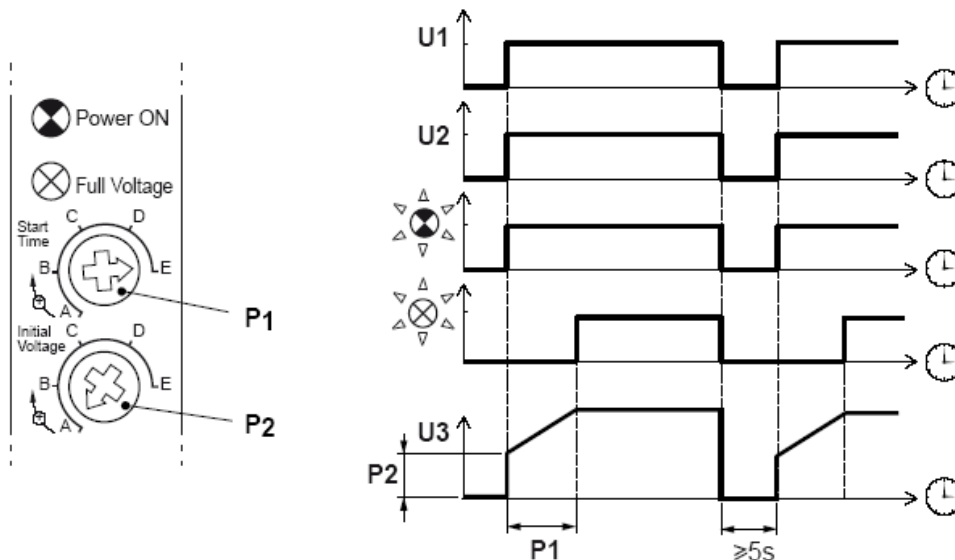 Power ON
Full Voltage
Start
Time
A
B
C
D
E
P1
Initial
Voltage
A
B
C
D
E
P2
U1
U2
U3
P2
P1
≥5s